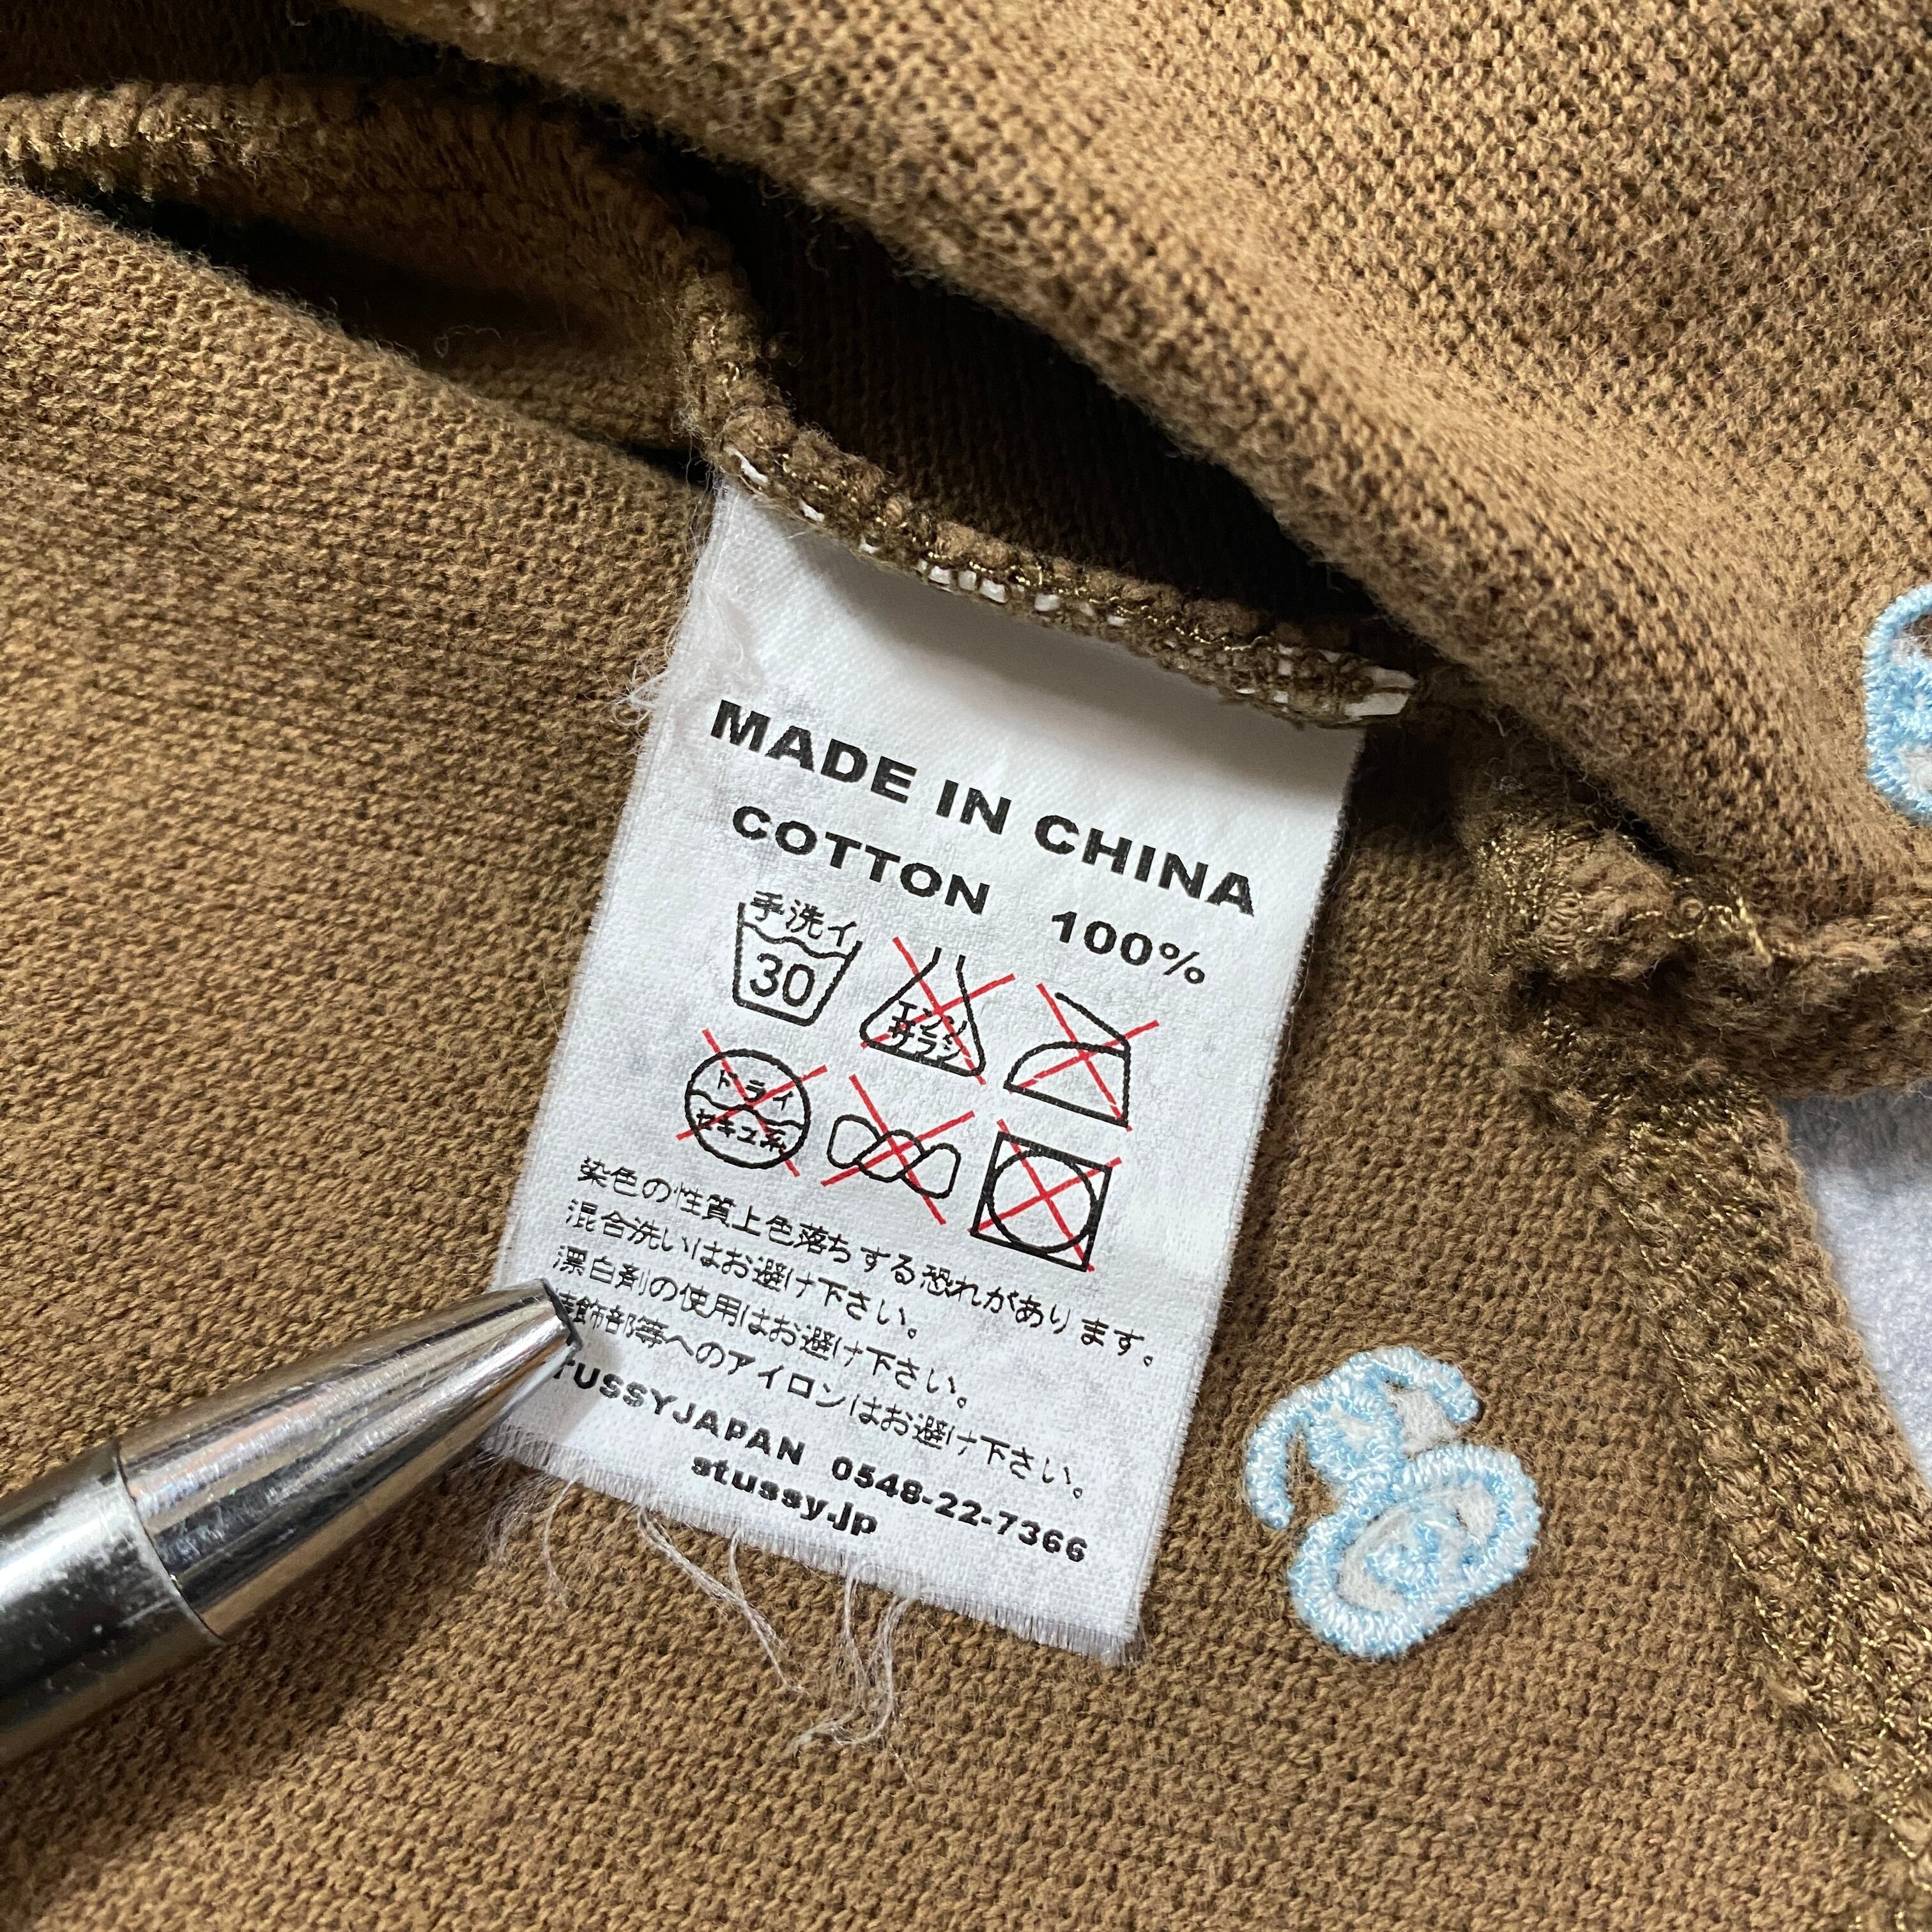 MADE IN CHINA
COTTON 100%
手洗イ
30
エンソ
サラシ
ドライ
セキユ系
染色の性質上色落ちする恐れがあります。
混合洗いはお避け下さい。
漂白剤の使用はお避け下さい。
飾部等へのアイロンはお避け下さい。
TUSSYJAPAN 0548-22-7366
stussy.jp